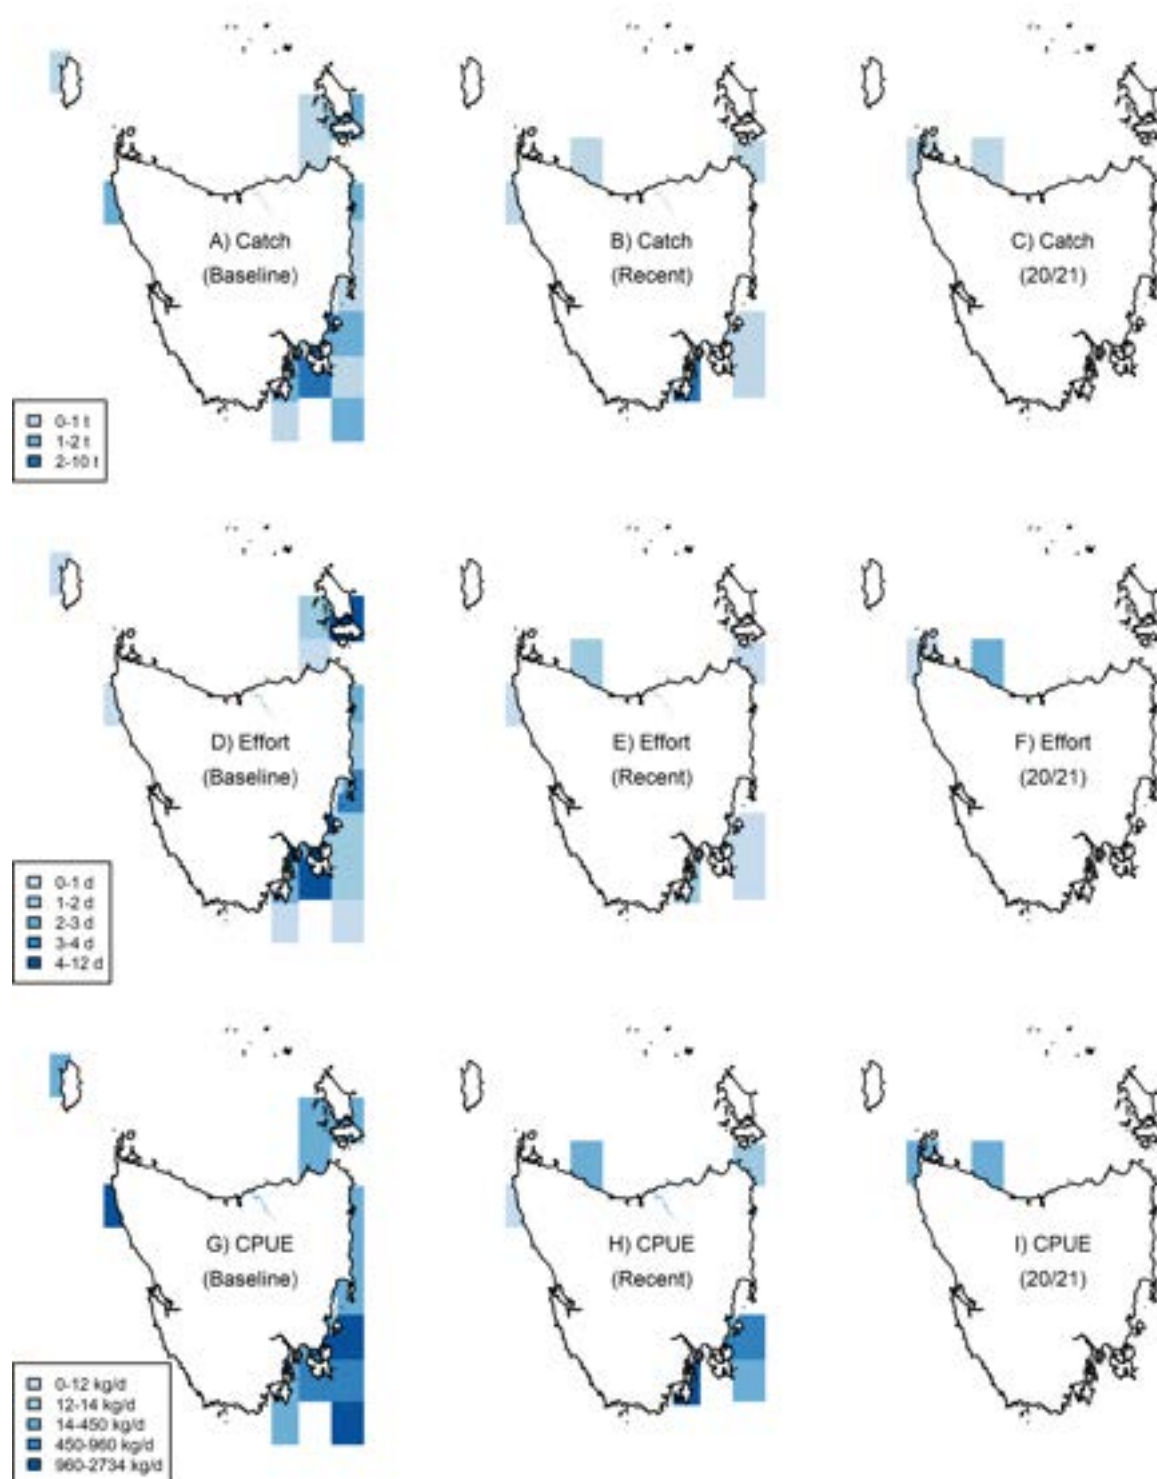 A) Catch
(Baseline)
B) Catch
(Recent)
C) Catch
(20/21)
0-1 t
1-2 t
2-10 t
D) Effort
(Baseline)
E) Effort
(Recent)
F) Effort
(20/21)
0-1 d
1-2 d
2-3 d
3-4 d
4-12 d
G) CPUE
(Baseline)
H) CPUE
(Recent)
I) CPUE
(20/21)
0-12 kg/d
12-14 kg/d
14-450 kg/d
450-960 kg/d
960-2734 kg/d